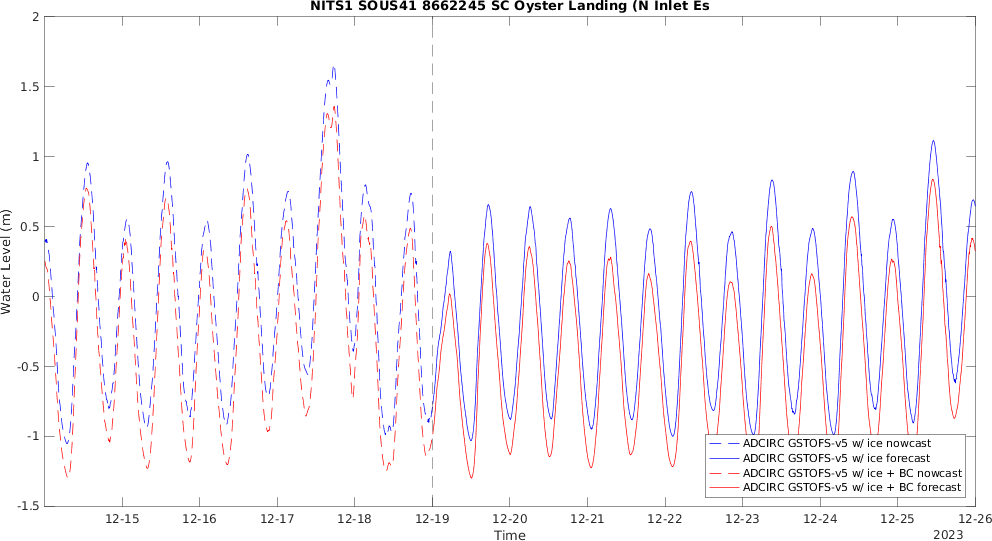 NITS1 SOUS41 8662245 SC Oyster Landing (N Inlet Es
2
1.5
1
0.5
0
-0.5
-1
-1.5
Water Level (m)
12-15 12-16 12-17 12-18 12-19 12-20 12-21 12-22 12-23 12-24 12-25 12-26
Time
2023
ADCIRC GSTOFS-v5 w/ ice nowcast
ADCIRC GSTOFS-v5 w/ ice forecast
ADCIRC GSTOFS-v5 w/ ice + BC nowcast
ADCIRC GSTOFS-v5 w/ ice + BC forecast